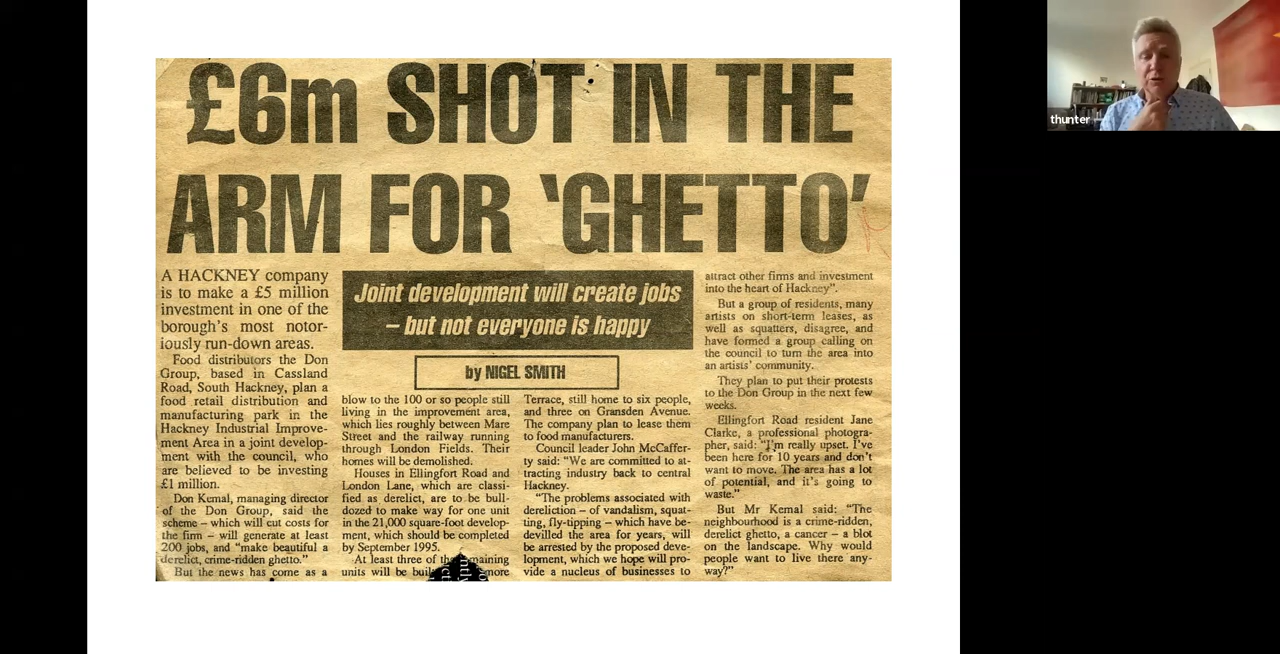 £6m SHOT IN THE
ARM FOR ‘GHETTO’
A HACKNEY company
is to make a £5 million
investment in one of the
borough’s most notor-
iously run-down areas.
Food distributors the Don
Group, based in Cassland
Road, South Hackney, plan a
food retail distribution and
manufacturing park in the
Hackney Industrial Improve-
ment Area in a joint develop-
ment with the council, who
are believed to be investing
£1 million.
Don Kemal, managing director
of the Don Group, said the
scheme – which will cut costs for
the firm – will generate at least
200 jobs, and “make beautiful a
derelict, crime-ridden ghetto.”
But the news has come as a
Joint development will create jobs
– but not everyone is happy
by NIGEL SMITH
blow to the 100 or so people still
living in the improvement area,
which lies roughly between Mare
Street and the railway running
through London Fields. Their
homes will be demolished.
Houses in Ellingfort Road and
London Lane, which are classi-
fied as derelict, are to be bull-
dozed to make way for one unit
in the 21,000 square-foot develop-
ment, which should be completed
by September 1995.
At least three of the
units will be more
Terrace, still home to six people,
and three on Gransden Avenue.
The company plan to lease them
to food manufacturers.
Council leader John McCaffer-
ty said: “We are committed to at-
tracting industry back to central
Hackney.
“The problems associated with
dereliction – of vandalism, squat-
ting, fly-tipping – which have be-
devilled the area for years, will
be arrested by the proposed deve-
lopment, which we hope will pro-
vide a nucleus of businesses to
attract other firms and investment
into the heart of Hackney”.
But a group of residents, many
artists on short-term leases, as
well as squatters, disagree, and
have formed a group calling on
the council to turn the area into
an artists’ community.
They plan to put their protests
to the Don Group in the next few
weeks.
Ellingfort Road resident Jane
Clarke, a professional photogra-
pher, said: “I’m really upset. I’ve
been here for 10 years and don’t
want to move. The area has a lot
of potential, and it’s going to
waste.”
But Mr Kemal said: “The
neighbourhood is a crime-ridden,
derelict ghetto, a cancer – a blot
on the landscape. Why would
people want to live there any-
way?”
thunter